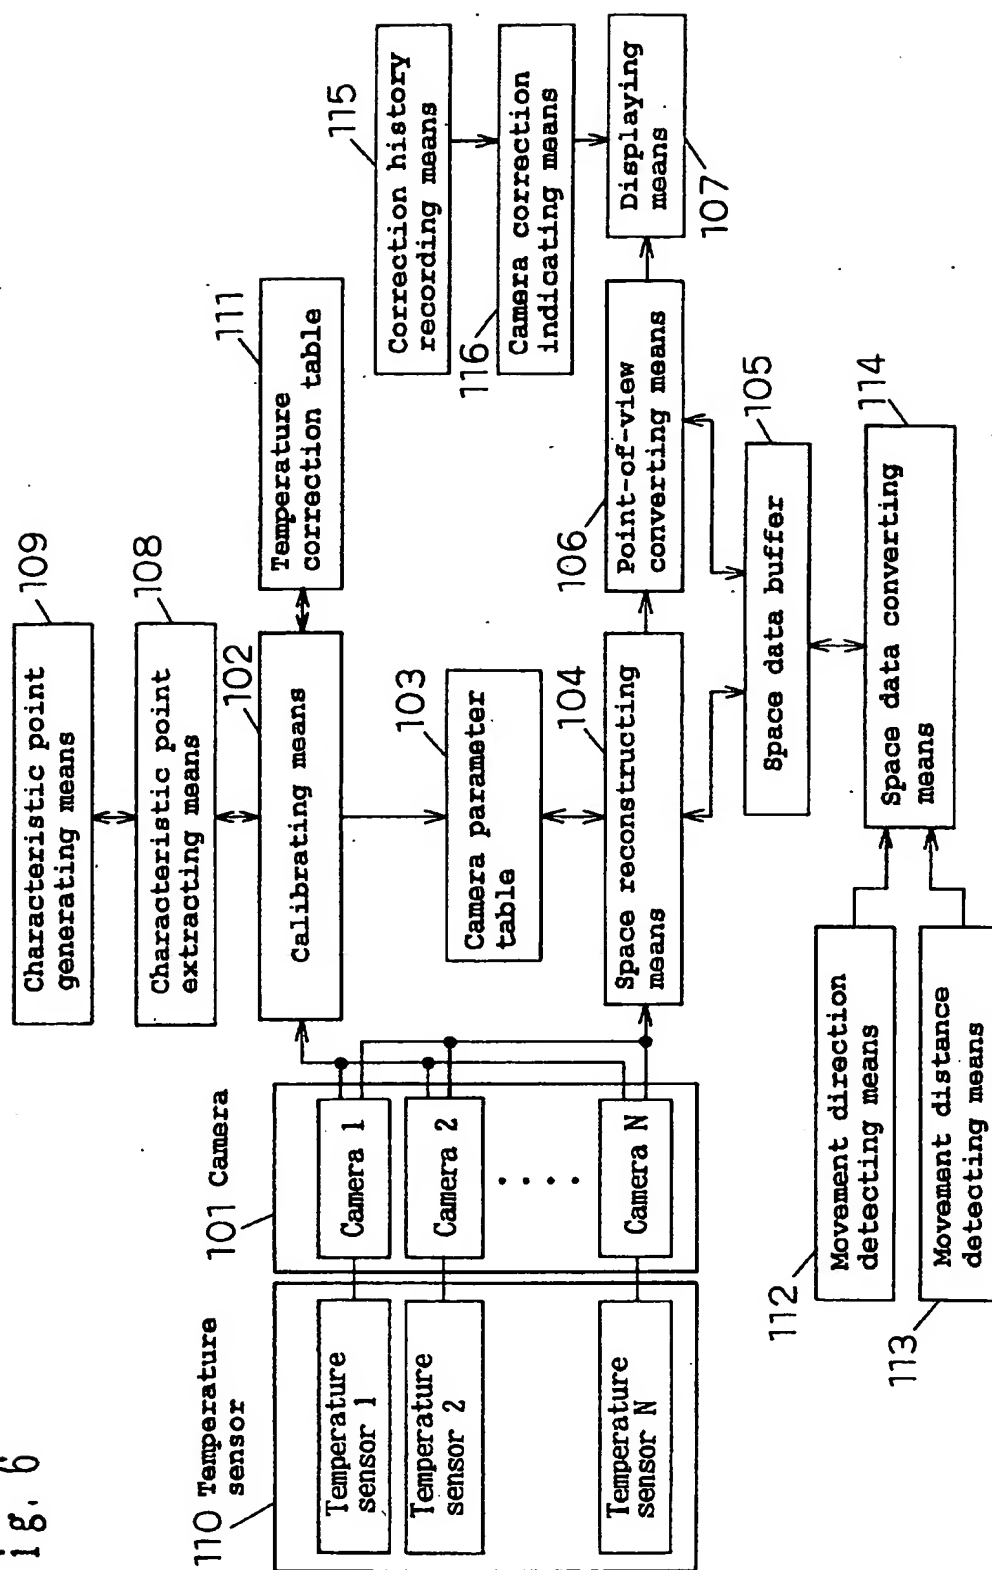 ig. 6
109
Characteristic point
generating means
108
Characteristic point
extracting means
111
Temperature
correction table
115
Correction history
recording means
102
Calibrating means
116
Camera correction
indicating means
103
Camera parameter
table
110 Temperature
sensor
101 Camera
Temperature
sensor 1
Camera 1
Temperature
sensor 2
Camera 2
Temperature
sensor N
Camera N
104
Space reconstructing
means
106
Point-of-view
converting means
Displaying
means
107
105
Space data buffer
114
Space data converting
means
112
Movement direction
detecting means
113
Movement distance
detecting means